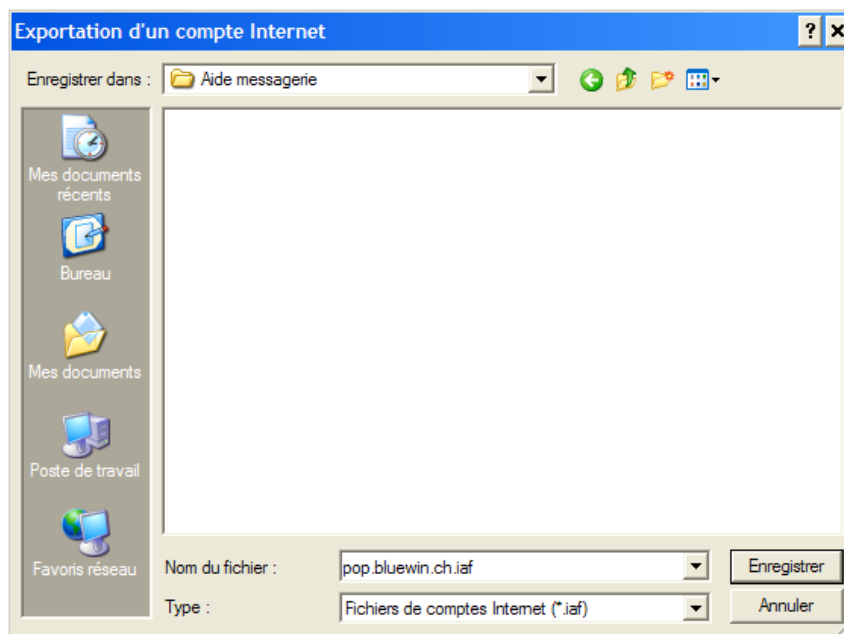 Exportation d'un compte Internet
Enregistrer dans : Aide messagerie
Mes documents
récents
Bureau
Mes documents
Poste de travail
Favoris réseau
Nom du fichier : pop.bluewin.ch.iaf Enregistrer
Type : Fichiers de comptes Internet (*.iaf) Annuler